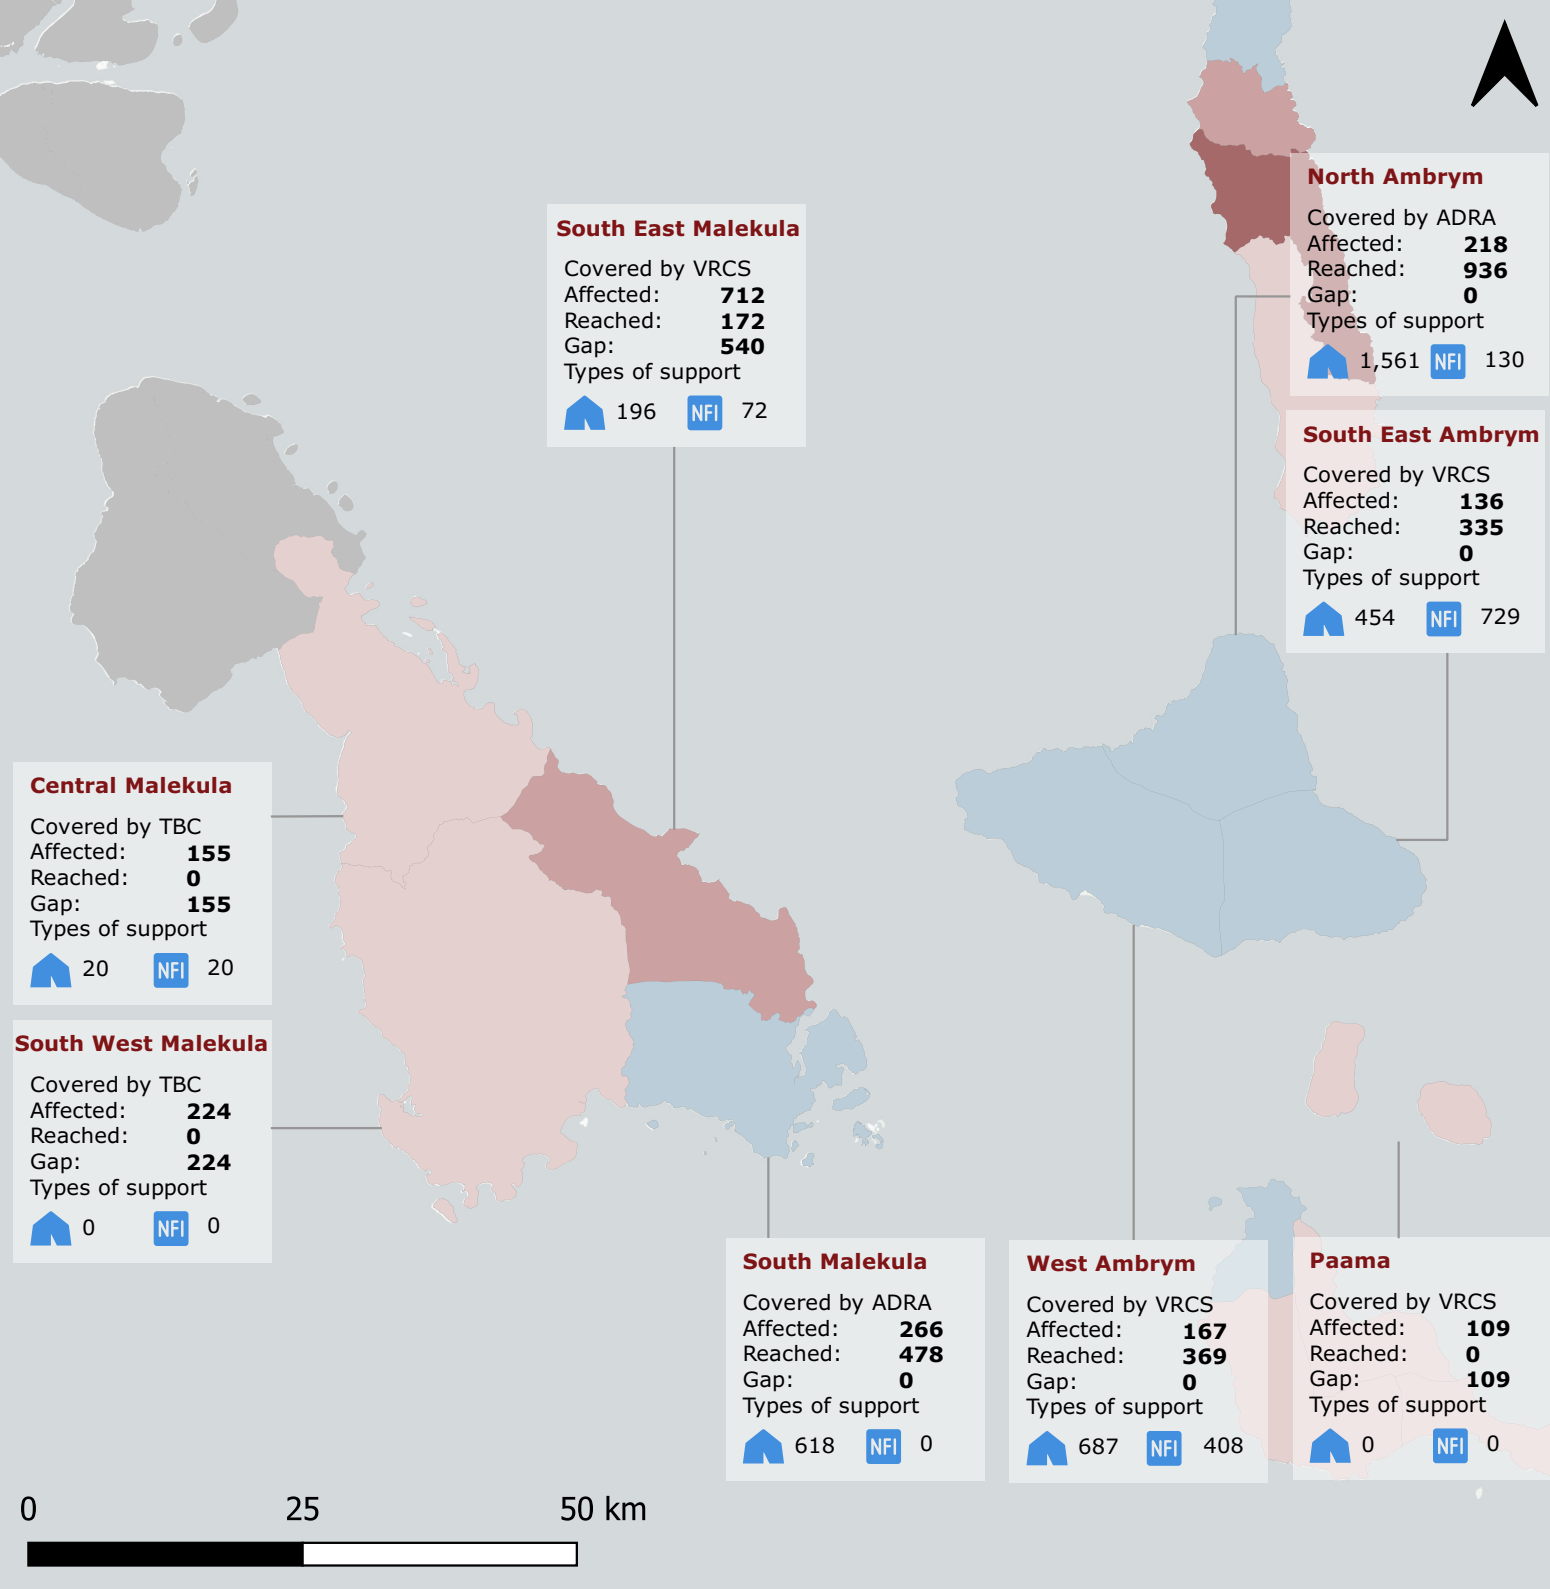 North Ambrym
Covered by ADRA
Affected: 218
Reached: 936
Gap: 0
Types of support
1,561 NFI 130
South East Malekula
Covered by VRCS
Affected: 712
Reached: 172
Gap: 540
Types of support
196 NFI 72
South East Ambrym
Covered by VRCS
Affected: 136
Reached: 335
Gap: 0
Types of support
454 NFI 729
Central Malekula
Covered by TBC
Affected: 155
Reached: 0
Gap: 155
Types of support
20 NFI 20
South West Malekula
Covered by TBC
Affected: 224
Reached: 0
Gap: 224
Types of support
0 NFI 0
South Malekula
Covered by ADRA
Affected: 266
Reached: 478
Gap: 0
Types of support
618 NFI 0
West Ambrym
Covered by VRCS
Affected: 167
Reached: 369
Gap: 0
Types of support
687 NFI 408
Paama
Covered by VRCS
Affected: 109
Reached: 0
Gap: 109
Types of support
0 NFI 0
0 25 50 km